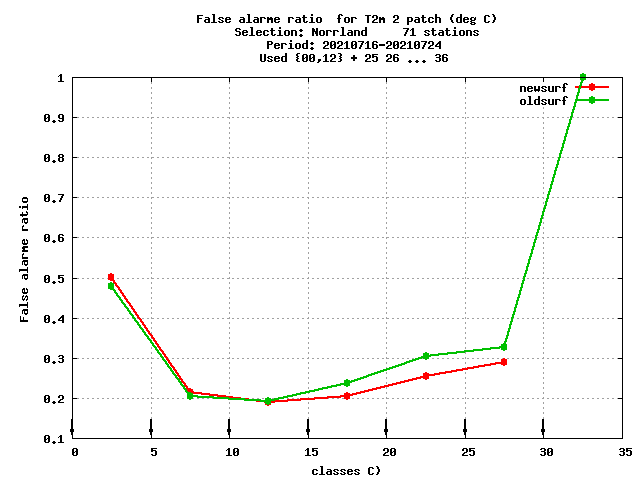 False alarme ratio  for T2m 2 patch (deg C)
Selection: Norrland     71 stations
Period: 20210716-20210724
Used {00,12} + 25 26 ... 36
newsurf
oldsurf
1
0.9
0.8
0.7
0.6
0.5
0.4
0.3
0.2
0.1
False alarme ratio
0 5 10 15 20 25 30 35
classes C)